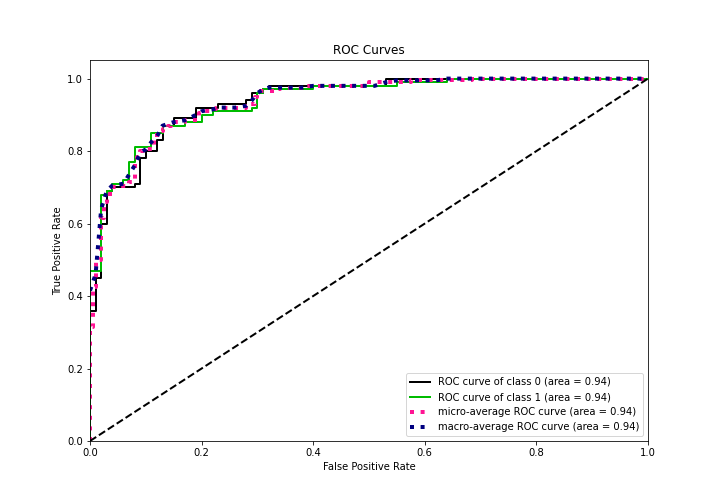 ROC Curves
1.0
0.8
0.6
0.4
0.2
0.0
True Positive Rate
0.0 0.2 0.4 0.6 0.8 1.0
False Positive Rate
ROC curve of class 0 (area = 0.94)
ROC curve of class 1 (area = 0.94)
micro-average ROC curve (area = 0.94)
macro-average ROC curve (area = 0.94)